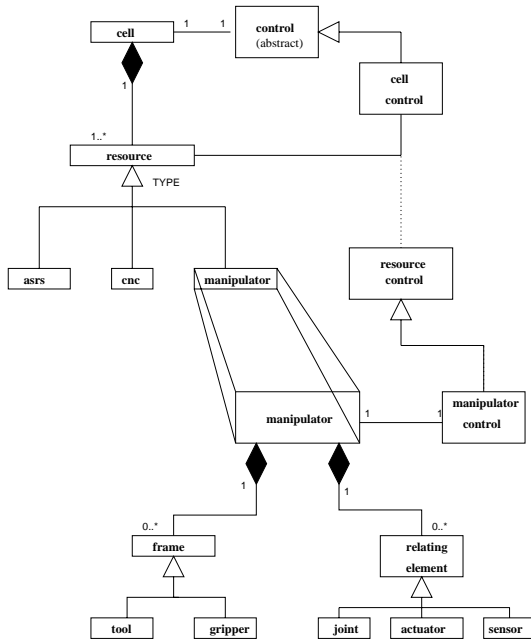 1 1
cell
control
(abstract)
cell
control
1
1..*
resource
TYPE
asrs
cnc
manipulator
resource
control
manipulator
1 1
manipulator
control
1
1
0..*
0..*
frame
relating
element
tool
gripper
joint
actuator
sensor